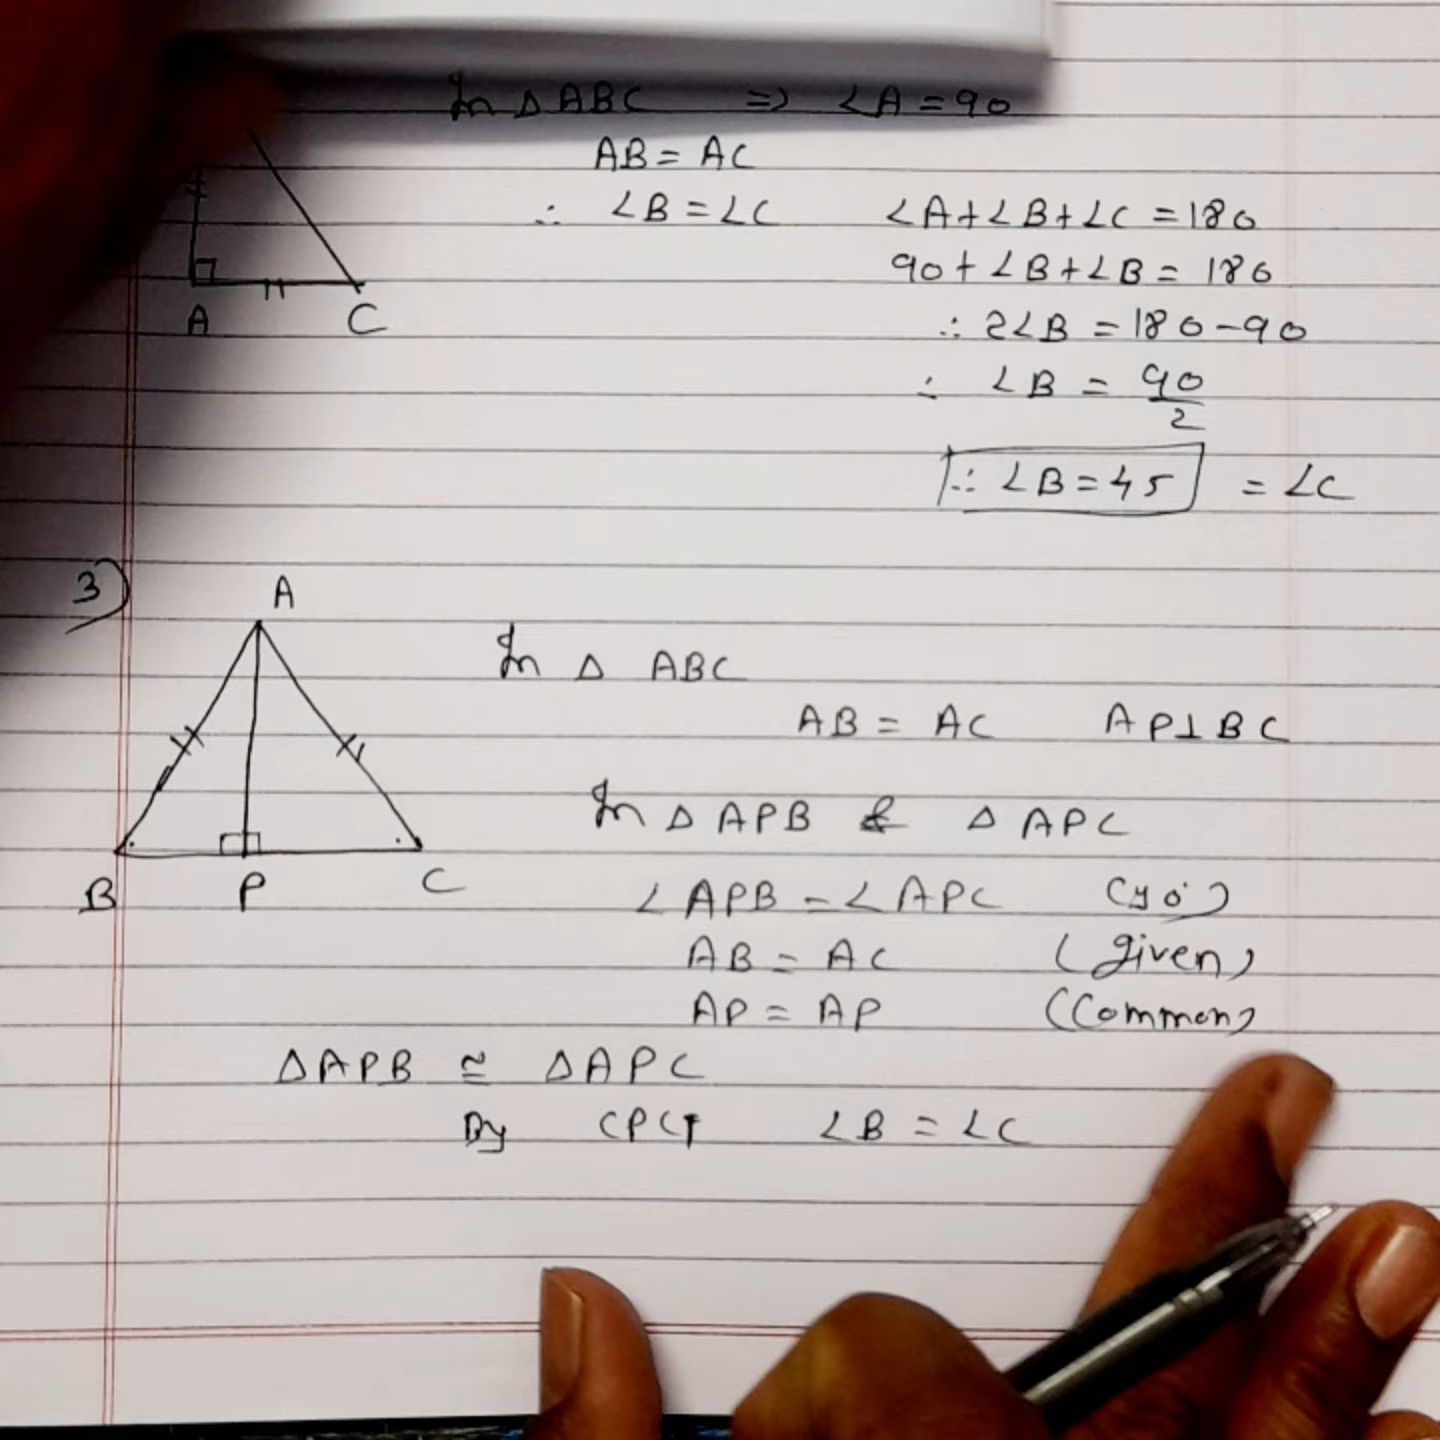 In △ ABC ⇒ ∠A = 90
AB = AC
∴ ∠B = ∠C
∠A + ∠B + ∠C = 180
90 + ∠B + ∠B = 180
∴ 2∠B = 180 - 90
∴ ∠B = 90/2
∴ ∠B = 45 = ∠C
A C
3)
A
B P C
In △ ABC
AB = AC AP ⊥ BC
In △ APB & △ APC
∠APB = ∠APC (90°)
AB = AC (given)
AP = AP (Common)
△APB ≅ △APC
By CPCT ∠B = ∠C